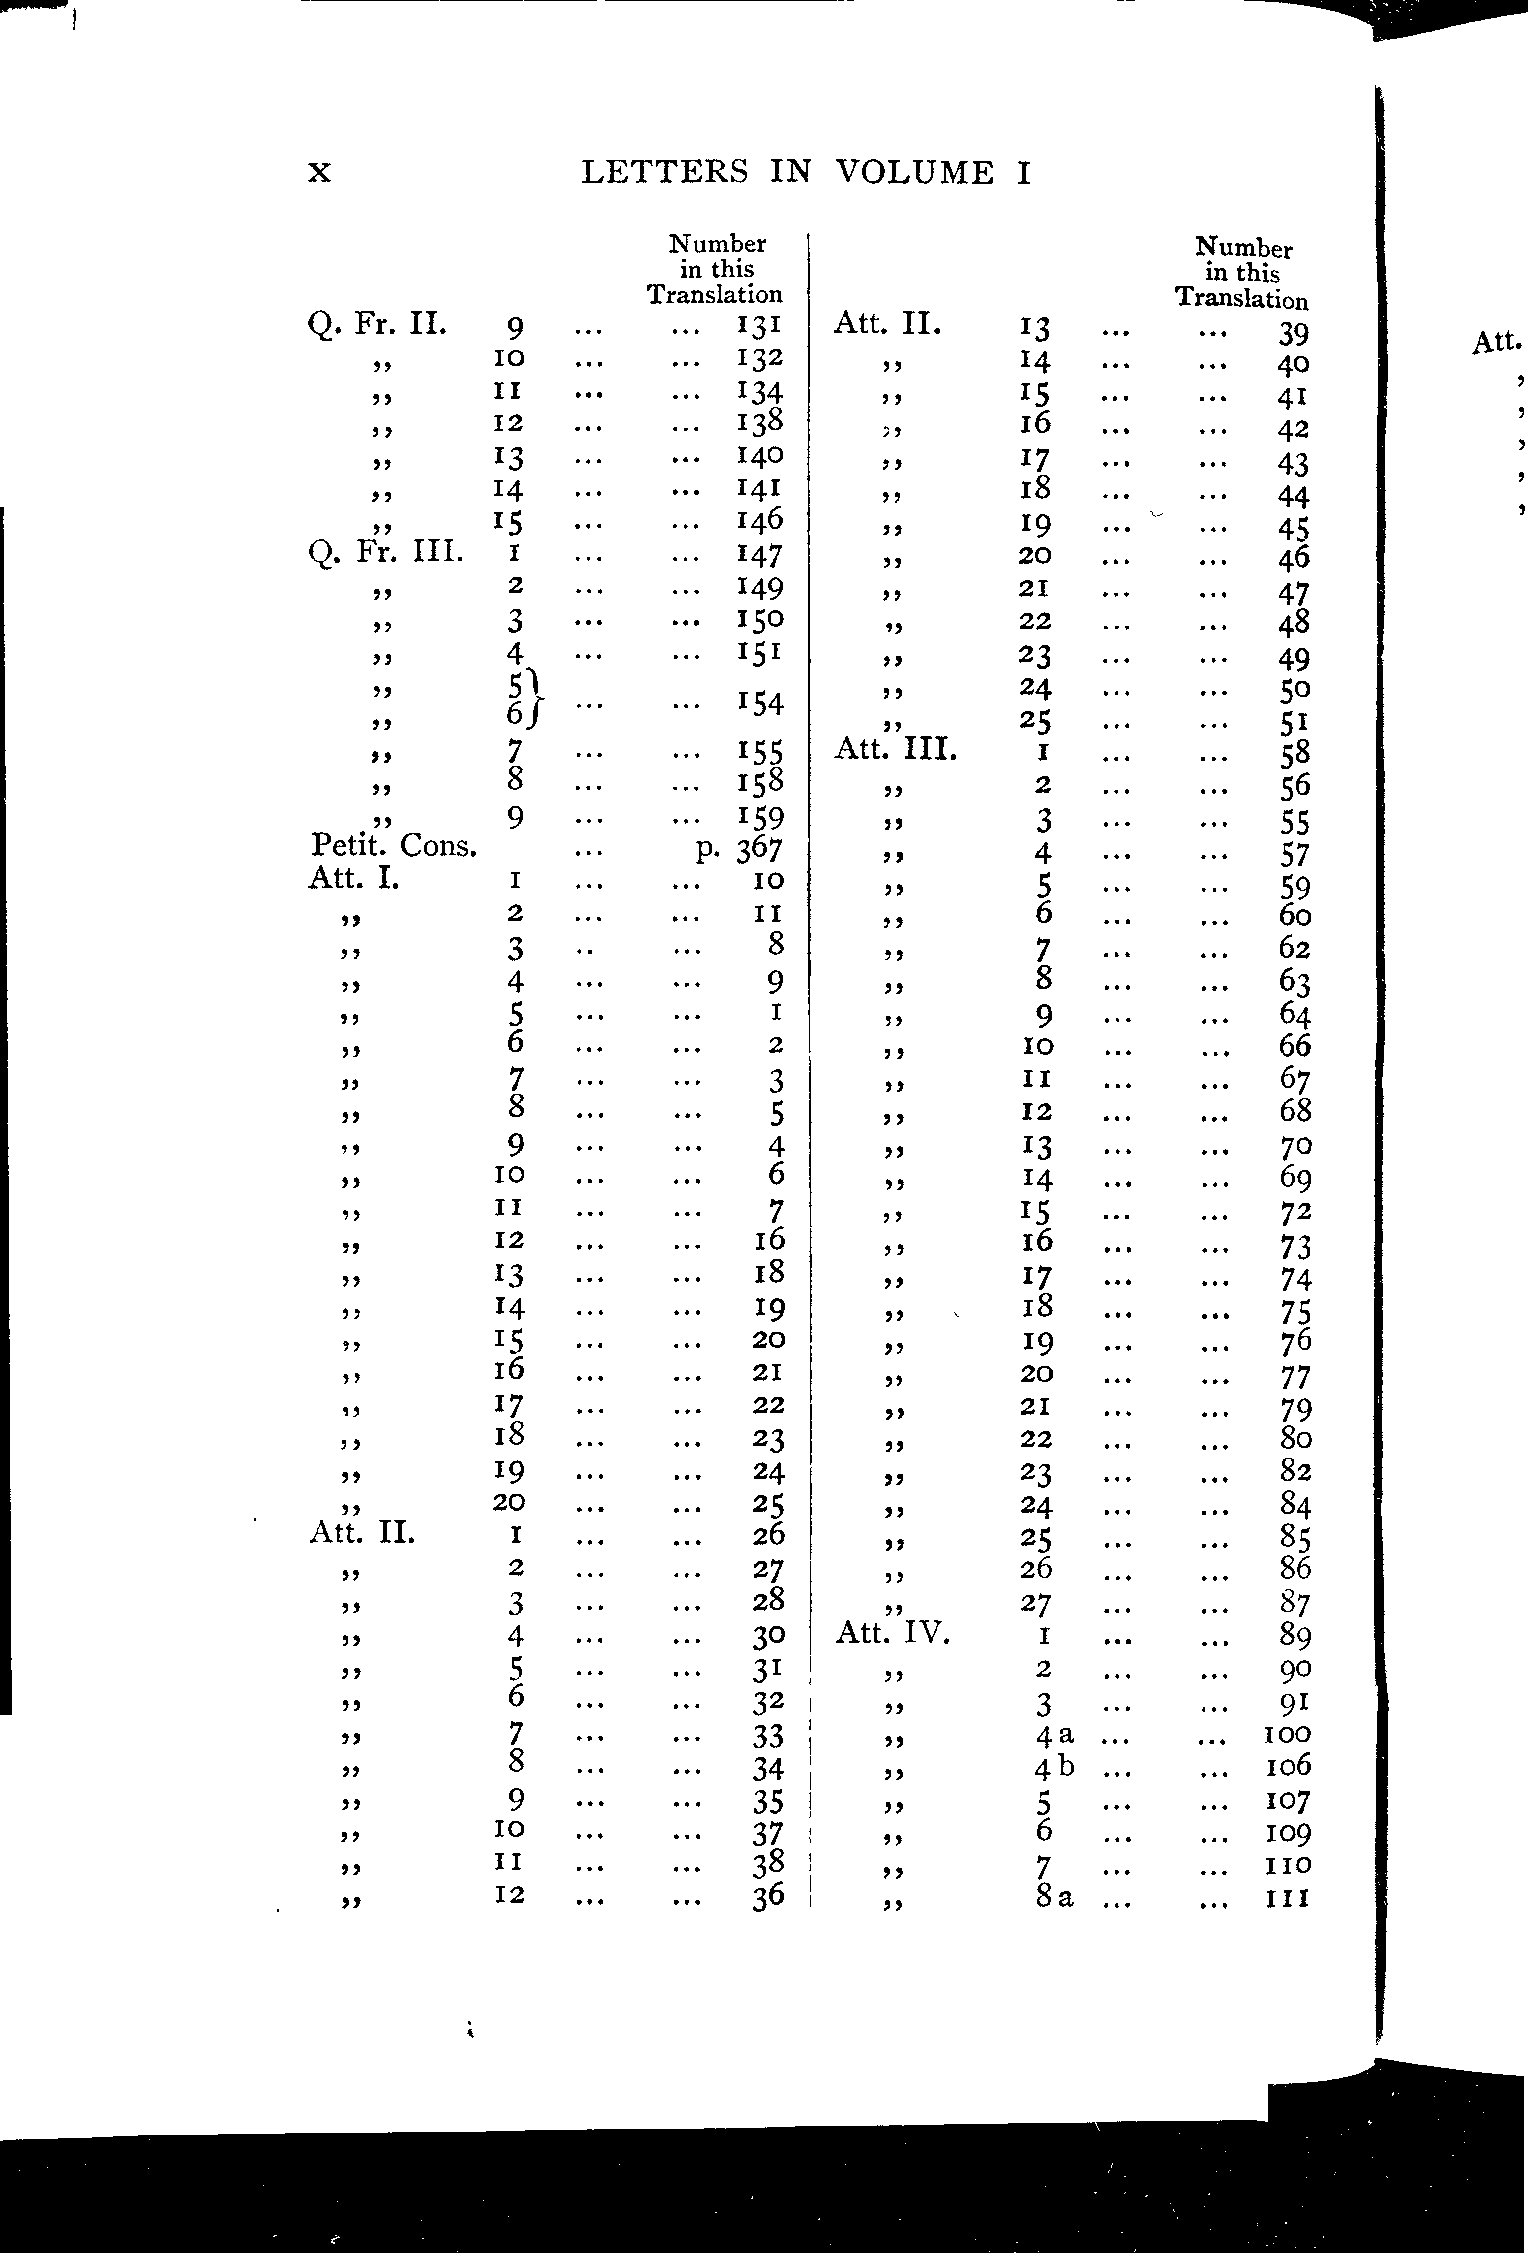 x LETTERS IN VOLUME I
Number
in this
Translation
Q. Fr. II. 9 ... ... 131
„ 10 ... ... 132
„ 11 ... ... 134
„ 12 ... ... 138
„ 13 ... ... 140
„ 14 ... ... 141
„ 15 ... ... 146
Q. Fr. III. 1 ... ... 147
„ 2 ... ... 149
„ 3 ... ... 150
„ 4 ... ... 151
„ 5}
„ 6} ... ... 154
„ 7 ... ... 155
„ 8 ... ... 158
„ 9 ... ... 159
Petit. Cons. ... p. 367
Att. I. 1 ... ... 10
„ 2 ... ... 11
„ 3 .. ... 8
„ 4 ... ... 9
„ 5 ... ... 1
„ 6 ... ... 2
„ 7 ... ... 3
„ 8 ... ... 5
„ 9 ... ... 4
„ 10 ... ... 6
„ 11 ... ... 7
„ 12 ... ... 16
„ 13 ... ... 18
„ 14 ... ... 19
„ 15 ... ... 20
„ 16 ... ... 21
„ 17 ... ... 22
„ 18 ... ... 23
„ 19 ... ... 24
„ 20 ... ... 25
Att. II. 1 ... ... 26
„ 2 ... ... 27
„ 3 ... ... 28
„ 4 ... ... 30
„ 5 ... ... 31
„ 6 ... ... 32
„ 7 ... ... 33
„ 8 ... ... 34
„ 9 ... ... 35
„ 10 ... ... 37
„ 11 ... ... 38
„ 12 ... ... 36
Number
in this
Translation
Att. II. 13 ... ... 39
„ 14 ... ... 40
„ 15 ... ... 41
„ 16 ... ... 42
„ 17 ... ... 43
„ 18 ... ... 44
„ 19 ... ... 45
„ 20 ... ... 46
„ 21 ... ... 47
„ 22 ... ... 48
„ 23 ... ... 49
„ 24 ... ... 50
„ 25 ... ... 51
Att. III. 1 ... ... 58
„ 2 ... ... 56
„ 3 ... ... 55
„ 4 ... ... 57
„ 5 ... ... 59
„ 6 ... ... 60
„ 7 ... ... 62
„ 8 ... ... 63
„ 9 ... ... 64
„ 10 ... ... 66
„ 11 ... ... 67
„ 12 ... ... 68
„ 13 ... ... 70
„ 14 ... ... 69
„ 15 ... ... 72
„ 16 ... ... 73
„ 17 ... ... 74
„ 18 ... ... 75
„ 19 ... ... 76
„ 20 ... ... 77
„ 21 ... ... 79
„ 22 ... ... 80
„ 23 ... ... 82
„ 24 ... ... 84
„ 25 ... ... 85
„ 26 ... ... 86
„ 27 ... ... 87
Att. IV. 1 ... ... 89
„ 2 ... ... 90
„ 3 ... ... 91
„ 4a ... ... 100
„ 4b ... ... 106
„ 5 ... ... 107
„ 6 ... ... 109
„ 7 ... ... 110
„ 8a ... ... 111
Att.